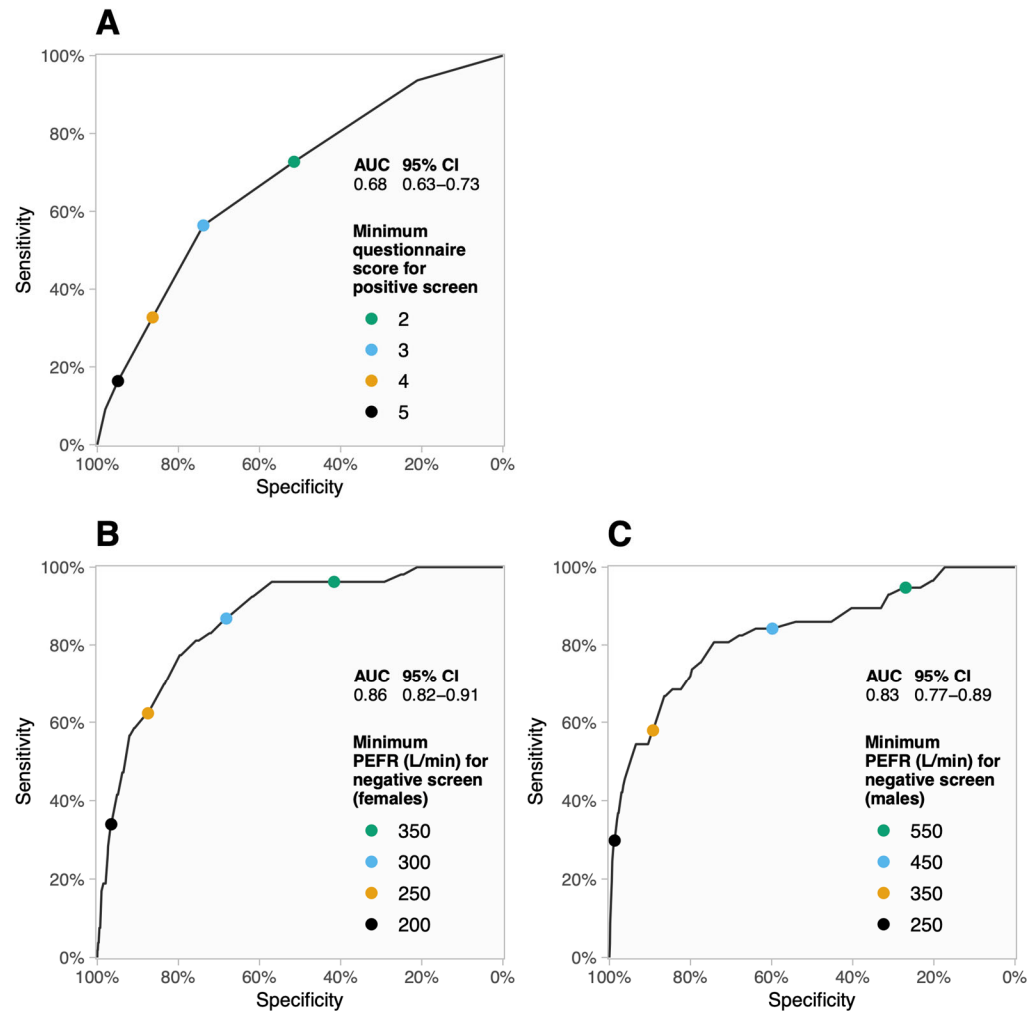 A
100%
80%
60%
40%
20%
0%
Sensitivity
AUC 95% CI
0.68 0.63–0.73
Minimum
questionnaire
score for
positive screen
2
3
4
5
100% 80% 60% 40% 20% 0%
Specificity
B
100%
80%
60%
40%
20%
0%
Sensitivity
AUC 95% CI
0.86 0.82–0.91
Minimum
PEFR (L/min) for
negative screen
(females)
350
300
250
200
100% 80% 60% 40% 20% 0%
Specificity
C
100%
80%
60%
40%
20%
0%
Sensitivity
AUC 95% CI
0.83 0.77–0.89
Minimum
PEFR (L/min) for
negative screen
(males)
550
450
350
250
100% 80% 60% 40% 20% 0%
Specificity